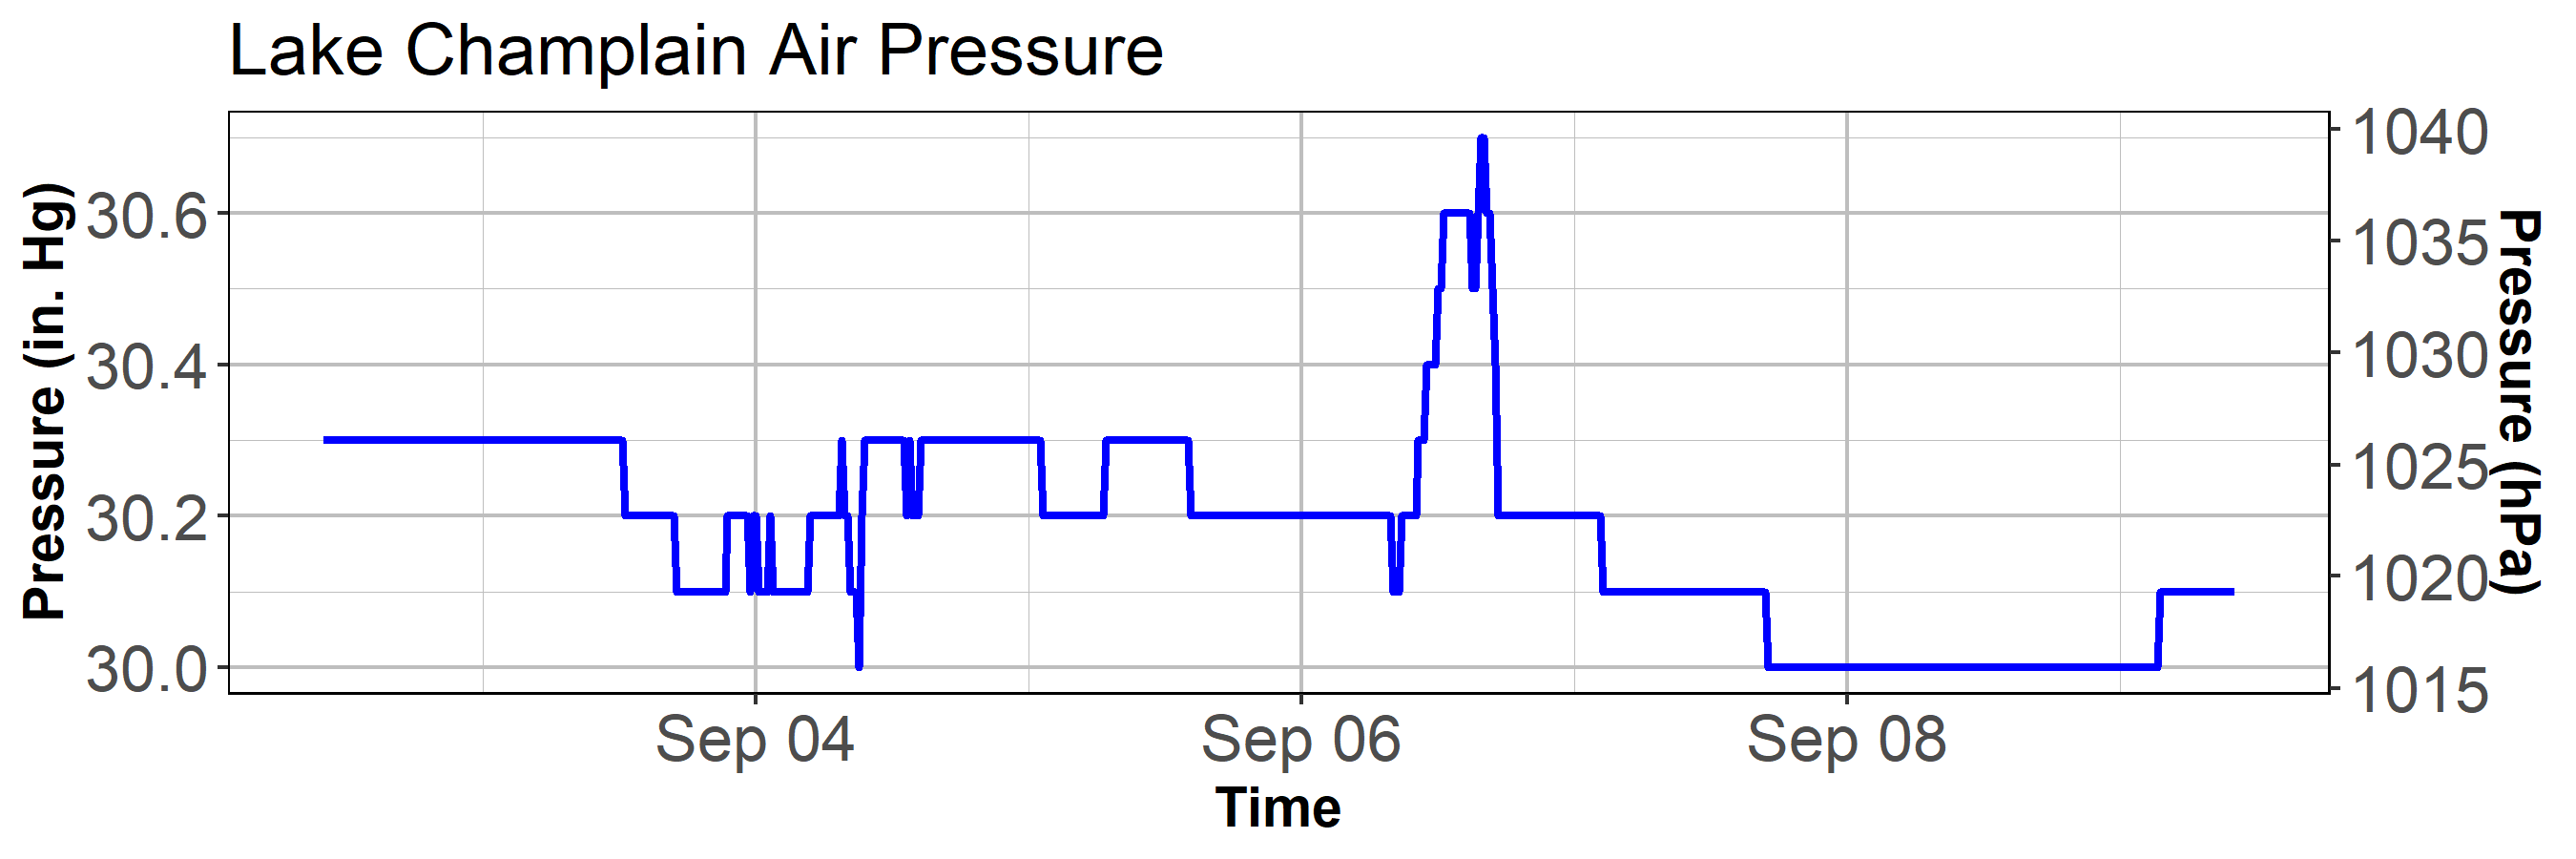 Lake Champlain Air Pressure
Pressure (in. Hg)
30.6
30.4
30.2
30.0
1040
1035
1030
1025
1020
1015
Pressure (hPa)
Sep 04 Sep 06 Sep 08
Time